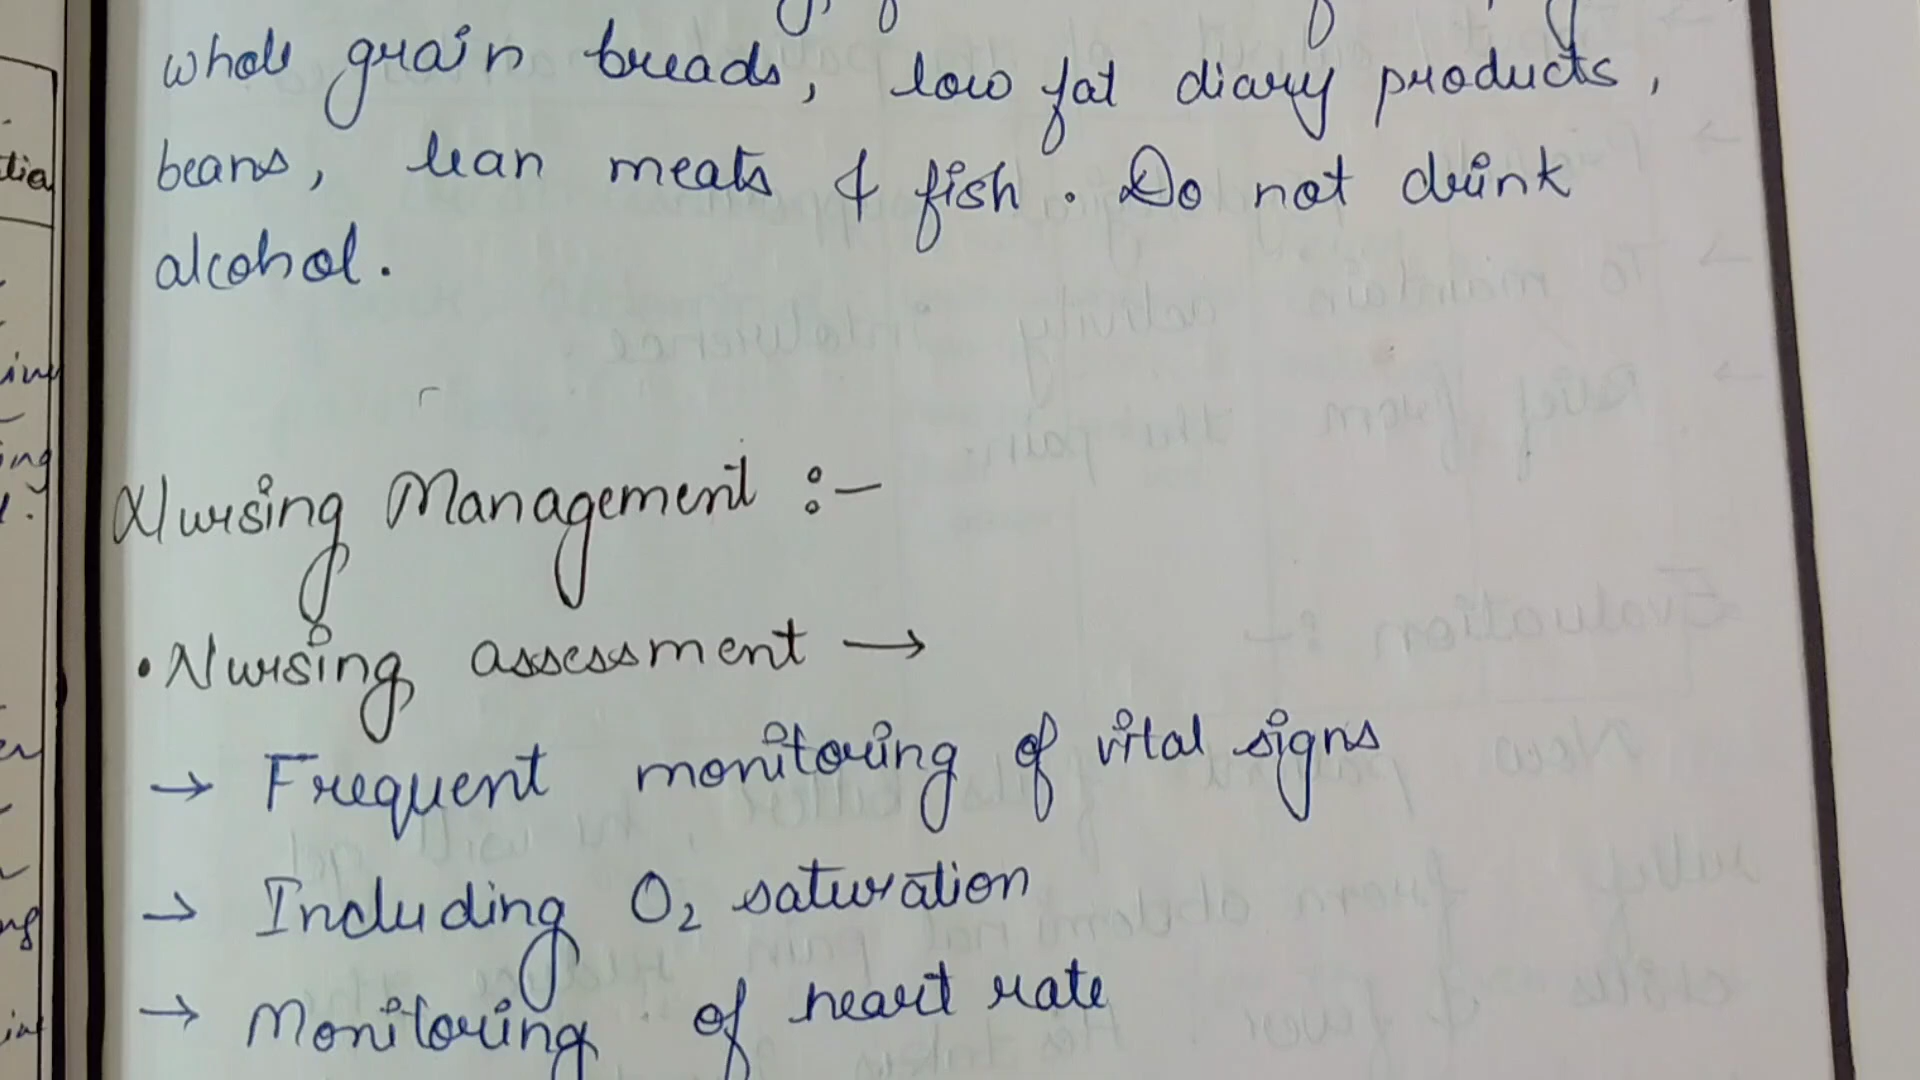 whole grain breads, low fat diary products,
beans, lean meats & fish. Do not drink
alcohol.
Nursing Management :-
• Nursing assessment →
→ Frequent monitoring of vital signs
→ Including O₂ saturation
→ Monitoring of heart rate